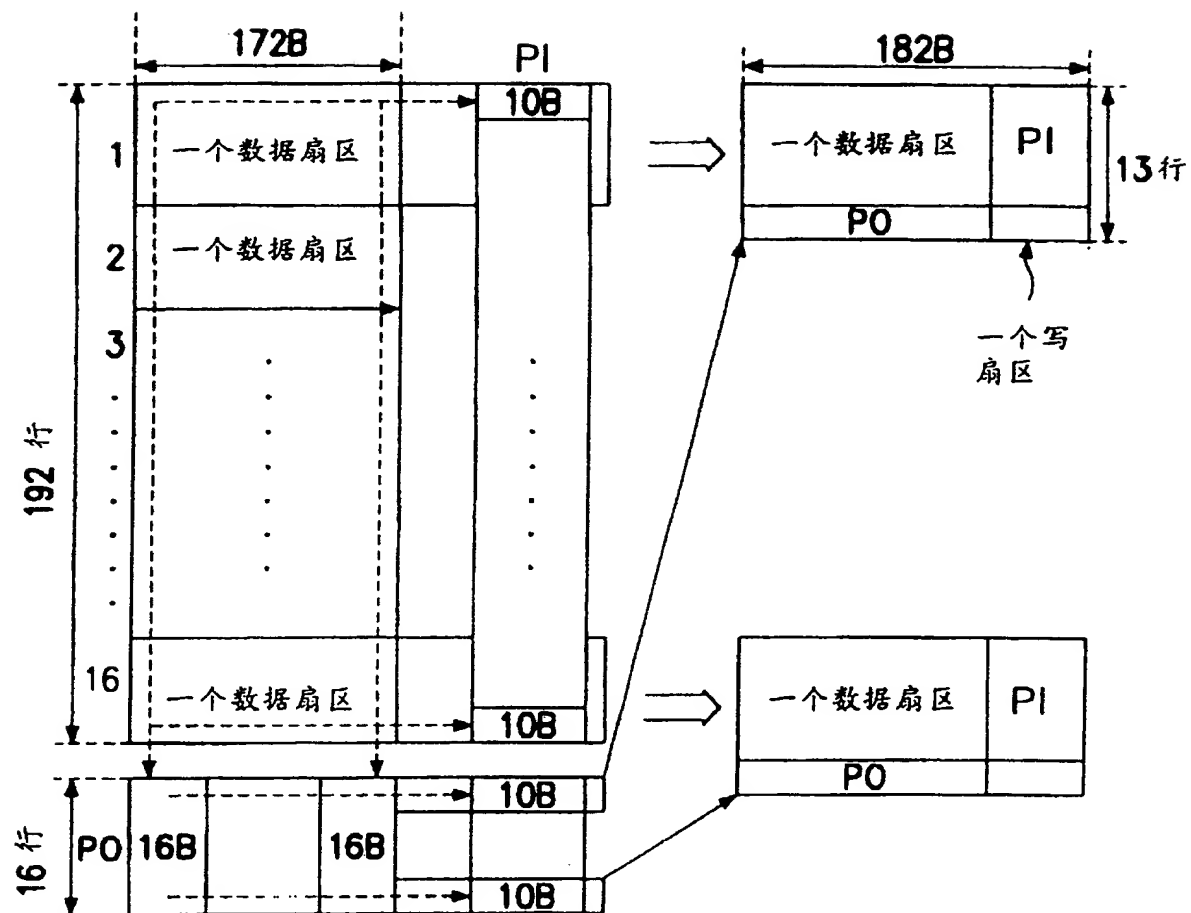 172B
PI
182B
10B
1
一个数据扇区
一个数据扇区
PI
13行
PO
2
一个数据扇区
3
一个写
扇区
192行
16
一个数据扇区
10B
一个数据扇区
PI
PO
16行
PO
16B
16B
10B
10B